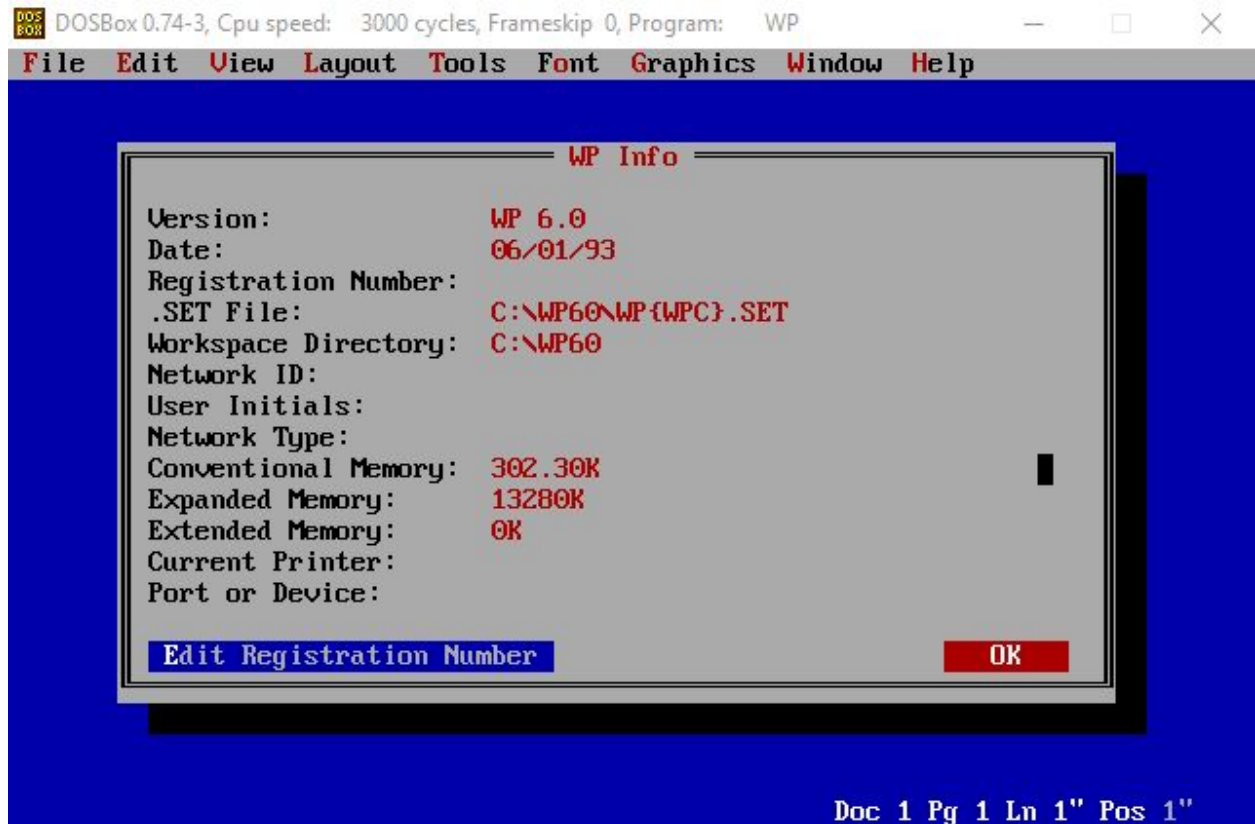 DOSBox 0.74-3, Cpu speed: 3000 cycles, Frameskip 0, Program: WP
File Edit View Layout Tools Font Graphics Window Help
WP Info
Version: WP 6.0
Date: 06/01/93
Registration Number:
.SET File: C:\WP60\WP{WPC}.SET
Workspace Directory: C:\WP60
Network ID:
User Initials:
Network Type:
Conventional Memory: 302.30K
Expanded Memory: 13280K
Extended Memory: 0K
Current Printer:
Port or Device:
Edit Registration Number OK
Doc 1 Pg 1 Ln 1" Pos 1"